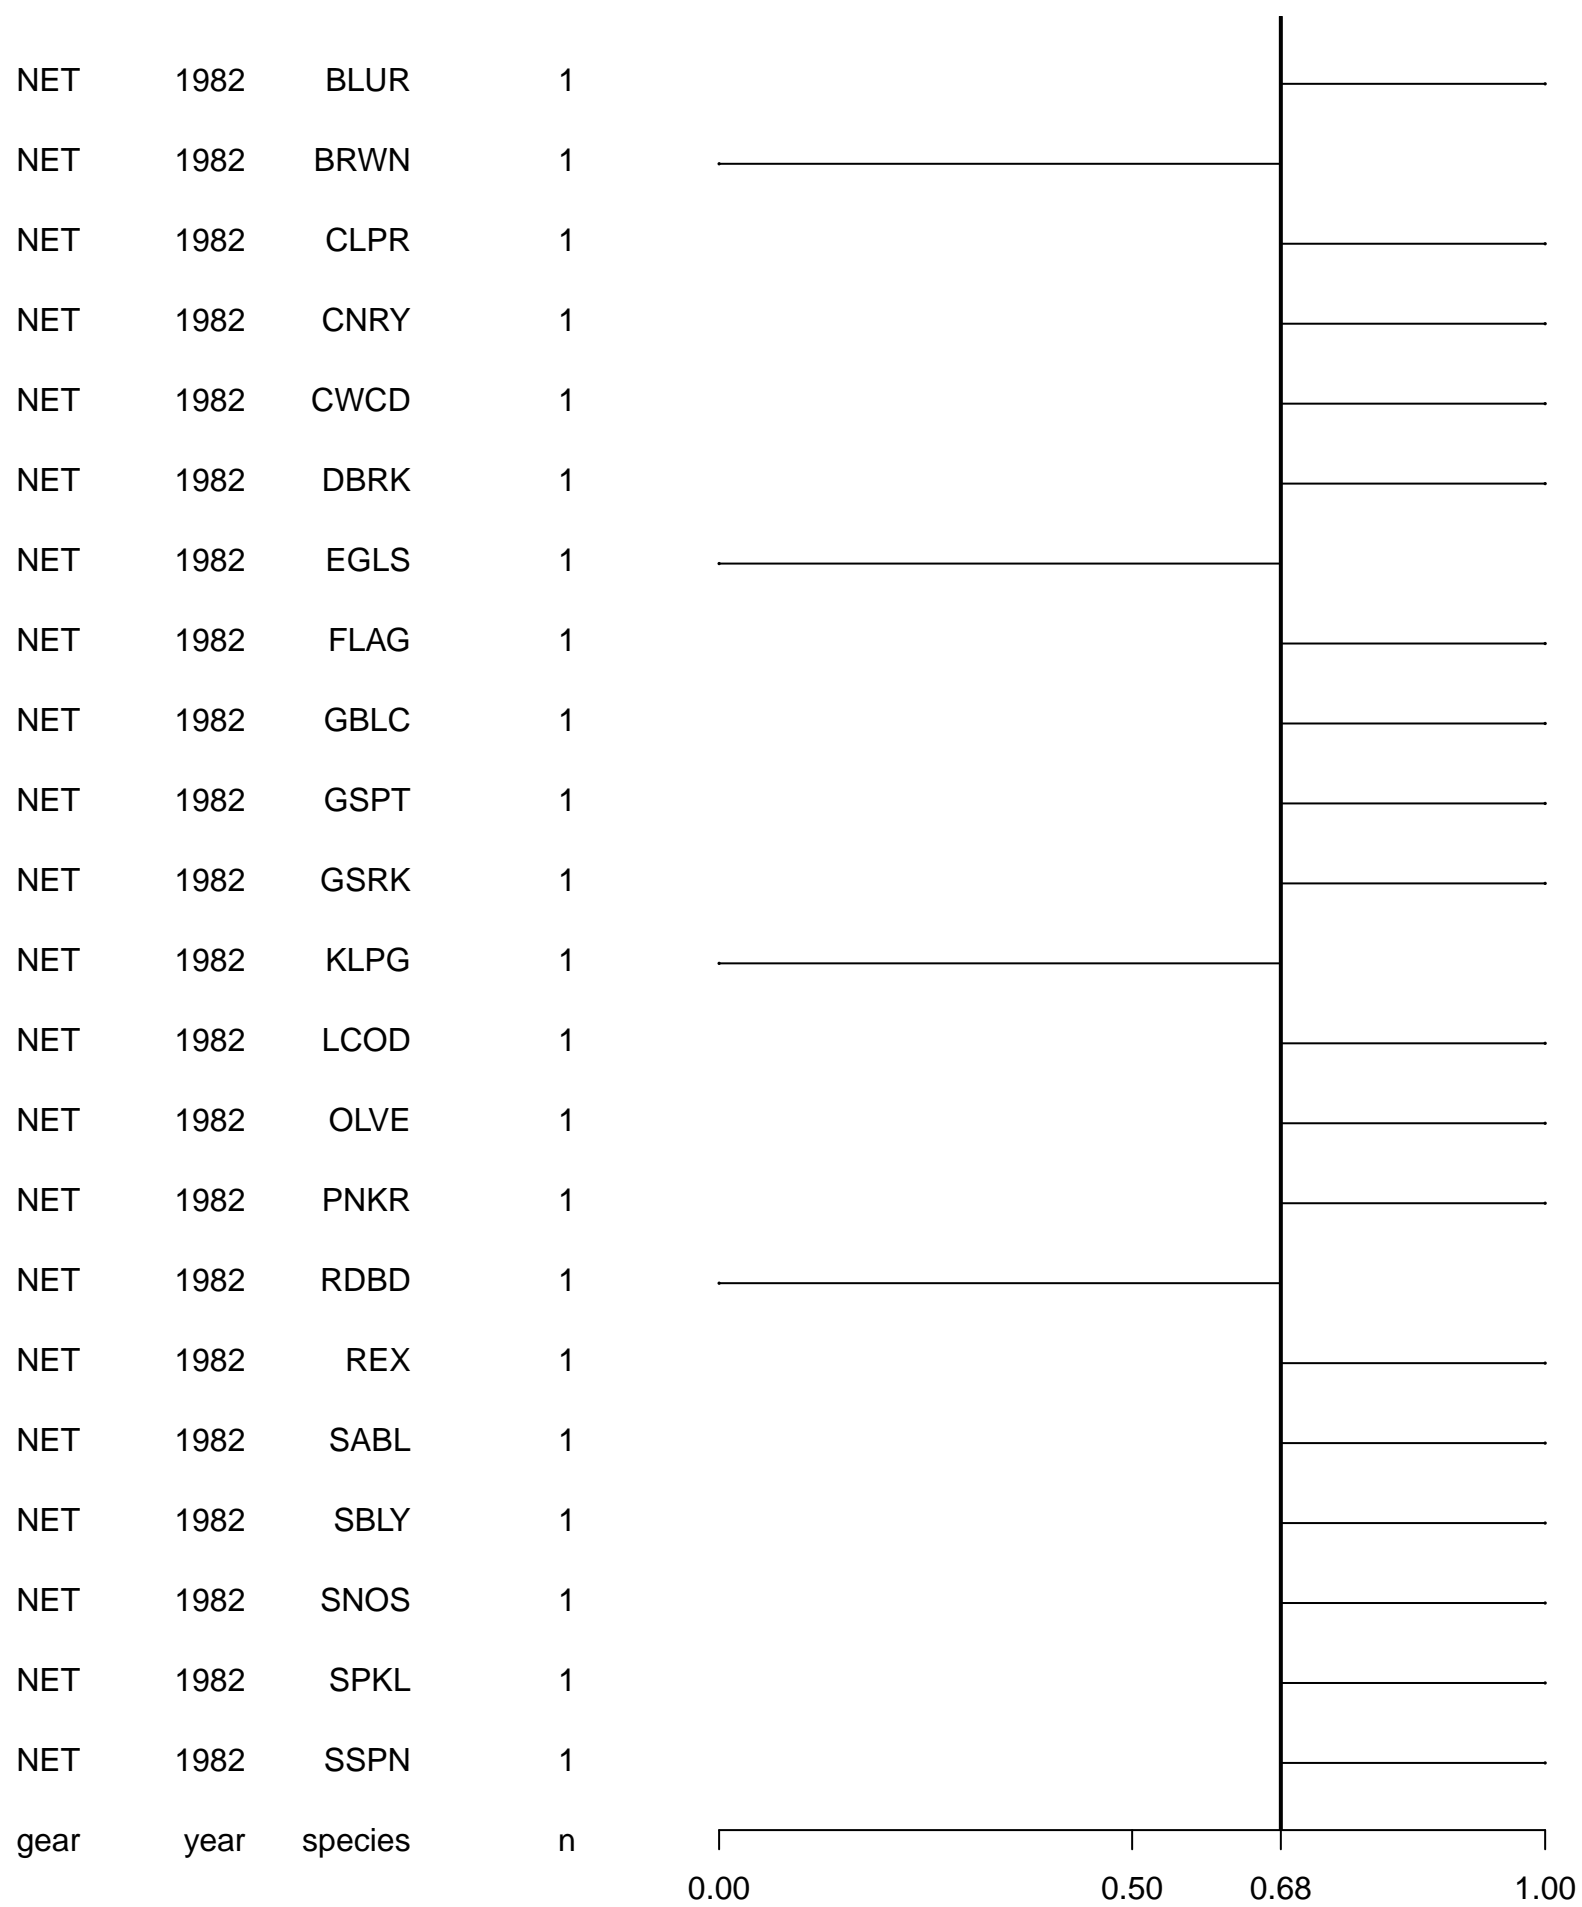 NET 1982 BLUR 1
NET 1982 BRWN 1
NET 1982 CLPR 1
NET 1982 CNRY 1
NET 1982 CWCD 1
NET 1982 DBRK 1
NET 1982 EGLS 1
NET 1982 FLAG 1
NET 1982 GBLC 1
NET 1982 GSPT 1
NET 1982 GSRK 1
NET 1982 KLPG 1
NET 1982 LCOD 1
NET 1982 OLVE 1
NET 1982 PNKR 1
NET 1982 RDBD 1
NET 1982 REX 1
NET 1982 SABL 1
NET 1982 SBLY 1
NET 1982 SNOS 1
NET 1982 SPKL 1
NET 1982 SSPN 1
gear year species n
0.00 0.50 0.68 1.00